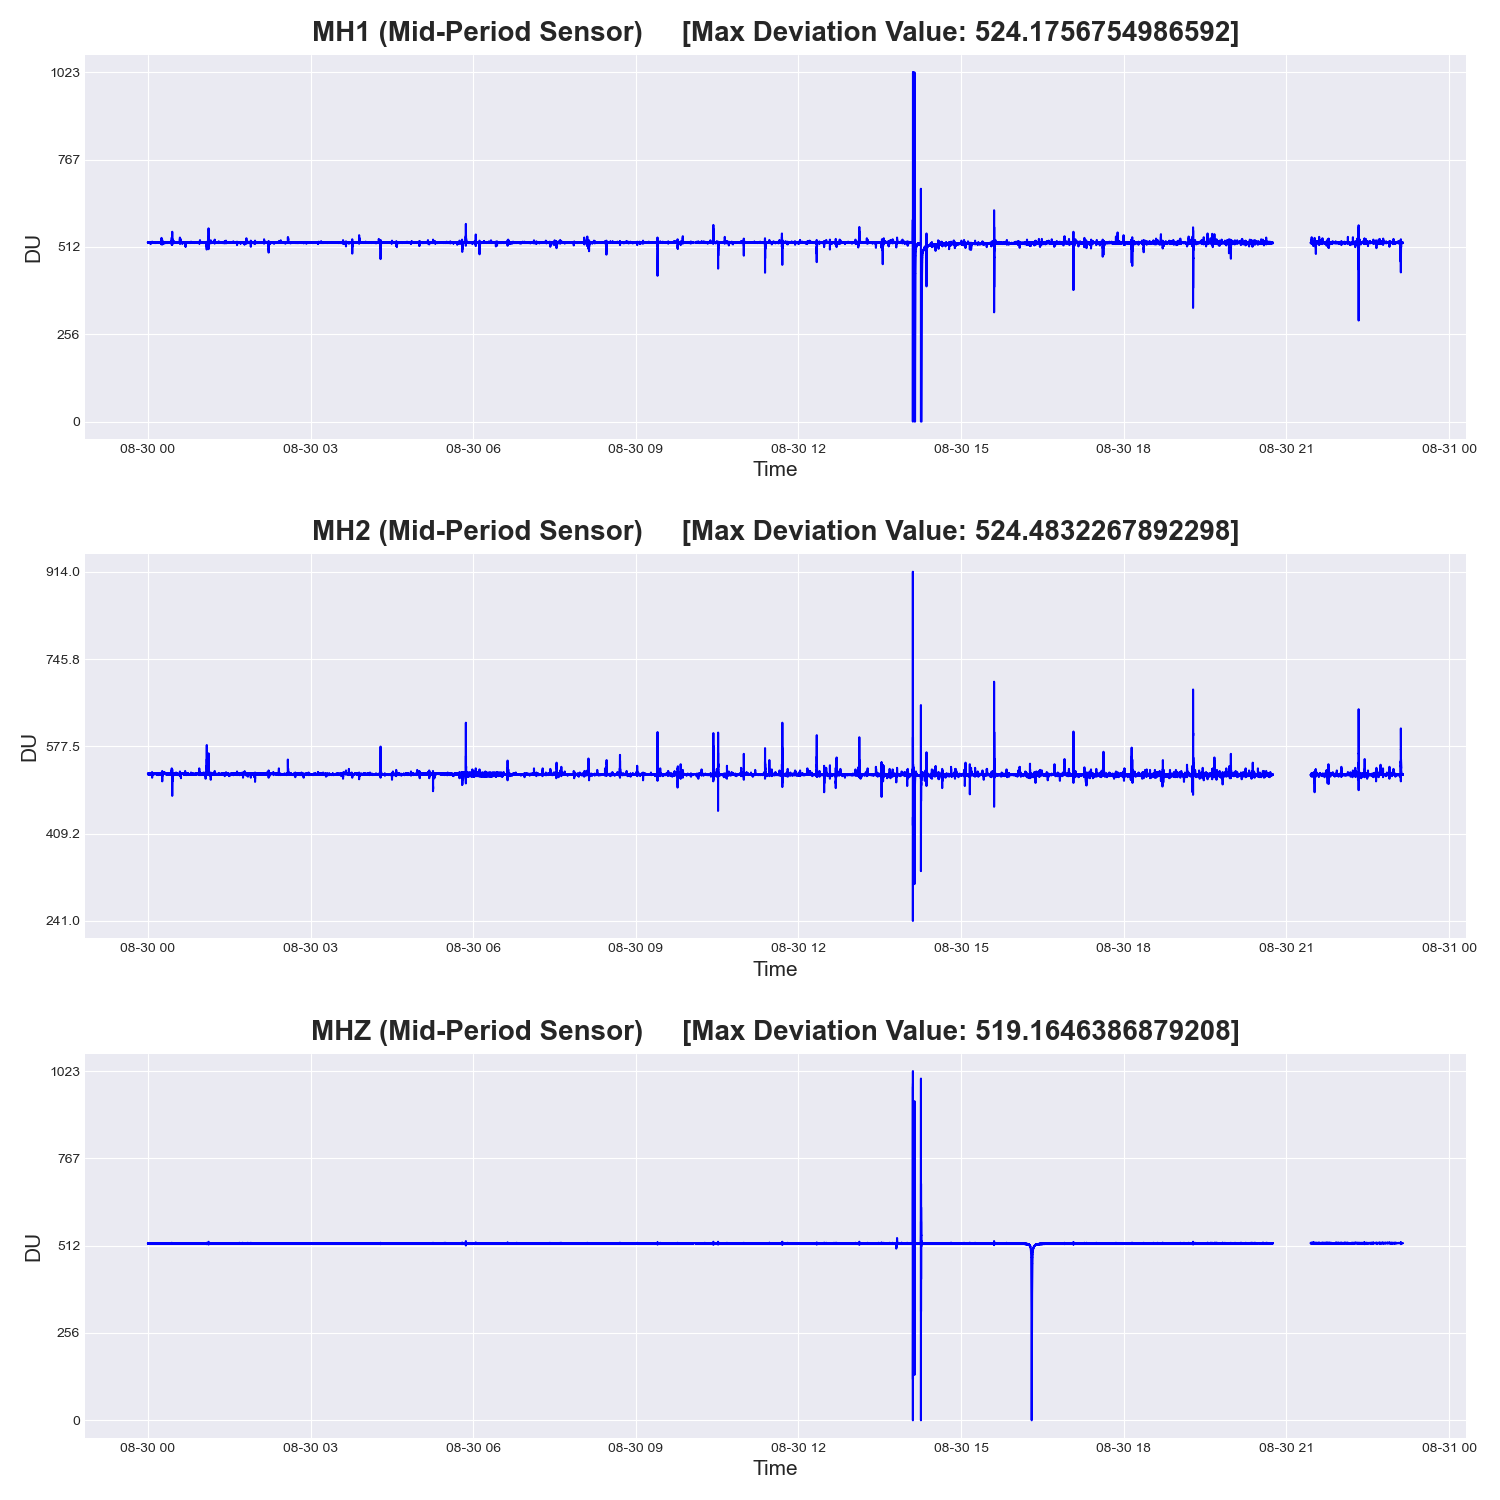 MH1 (Mid-Period Sensor) [Max Deviation Value: 524.1756754986592]
1023
767
512
256
0
DU
08-30 00 08-30 03 08-30 06 08-30 09 08-30 12 08-30 15 08-30 18 08-30 21 08-31 00
Time
MH2 (Mid-Period Sensor) [Max Deviation Value: 524.4832267892298]
914.0
745.8
577.5
409.2
241.0
DU
08-30 00 08-30 03 08-30 06 08-30 09 08-30 12 08-30 15 08-30 18 08-30 21 08-31 00
Time
MHZ (Mid-Period Sensor) [Max Deviation Value: 519.1646386879208]
1023
767
512
256
0
DU
08-30 00 08-30 03 08-30 06 08-30 09 08-30 12 08-30 15 08-30 18 08-30 21 08-31 00
Time